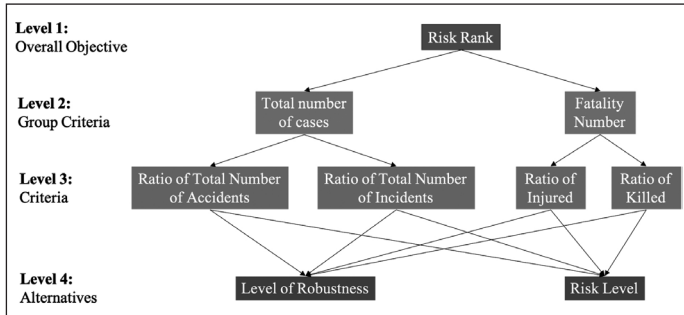 Level 1:
Overall Objective
Risk Rank
Level 2:
Group Criteria
Total number
of cases
Fatality
Number
Level 3:
Criteria
Ratio of Total Number
of Accidents
Ratio of Total Number
of Incidents
Ratio of
Injured
Ratio of
Killed
Level 4:
Alternatives
Level of Robustness
Risk Level